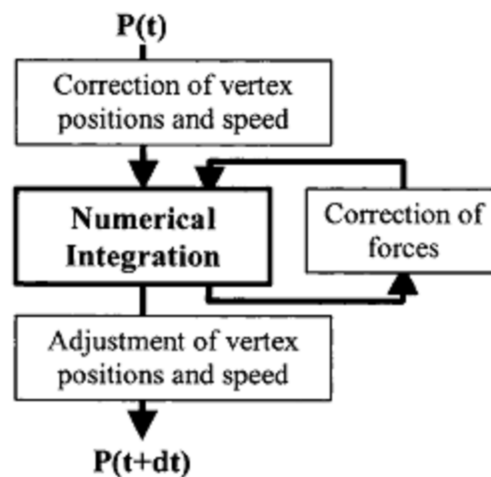 P(t)
Correction of vertex
positions and speed
Numerical
Integration
Correction of
forces
Adjustment of vertex
positions and speed
P(t+dt)